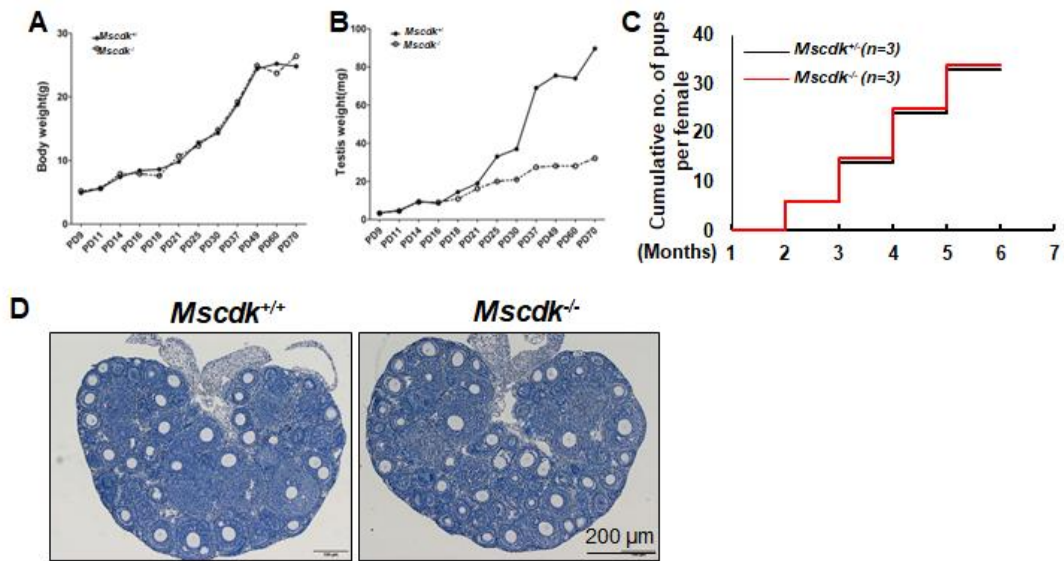 A
Mscdk+/+
Mscdk-/-
Body weight(g)
30
20
10
0
PD9
PD11
PD14
PD16
PD18
PD21
PD25
PD30
PD37
PD49
PD60
PD70
B
Mscdk+/+
Mscdk-/-
Testis weight(mg)
100
80
60
40
20
0
PD9
PD11
PD14
PD16
PD18
PD21
PD25
PD30
PD37
PD49
PD60
PD70
C
Mscdk+/- (n=3)
Mscdk-/- (n=3)
Cumulative no. of pups
per female
40
30
20
10
0
(Months) 1 2 3 4 5 6 7
D
Mscdk+/+
Mscdk-/-
200 μm